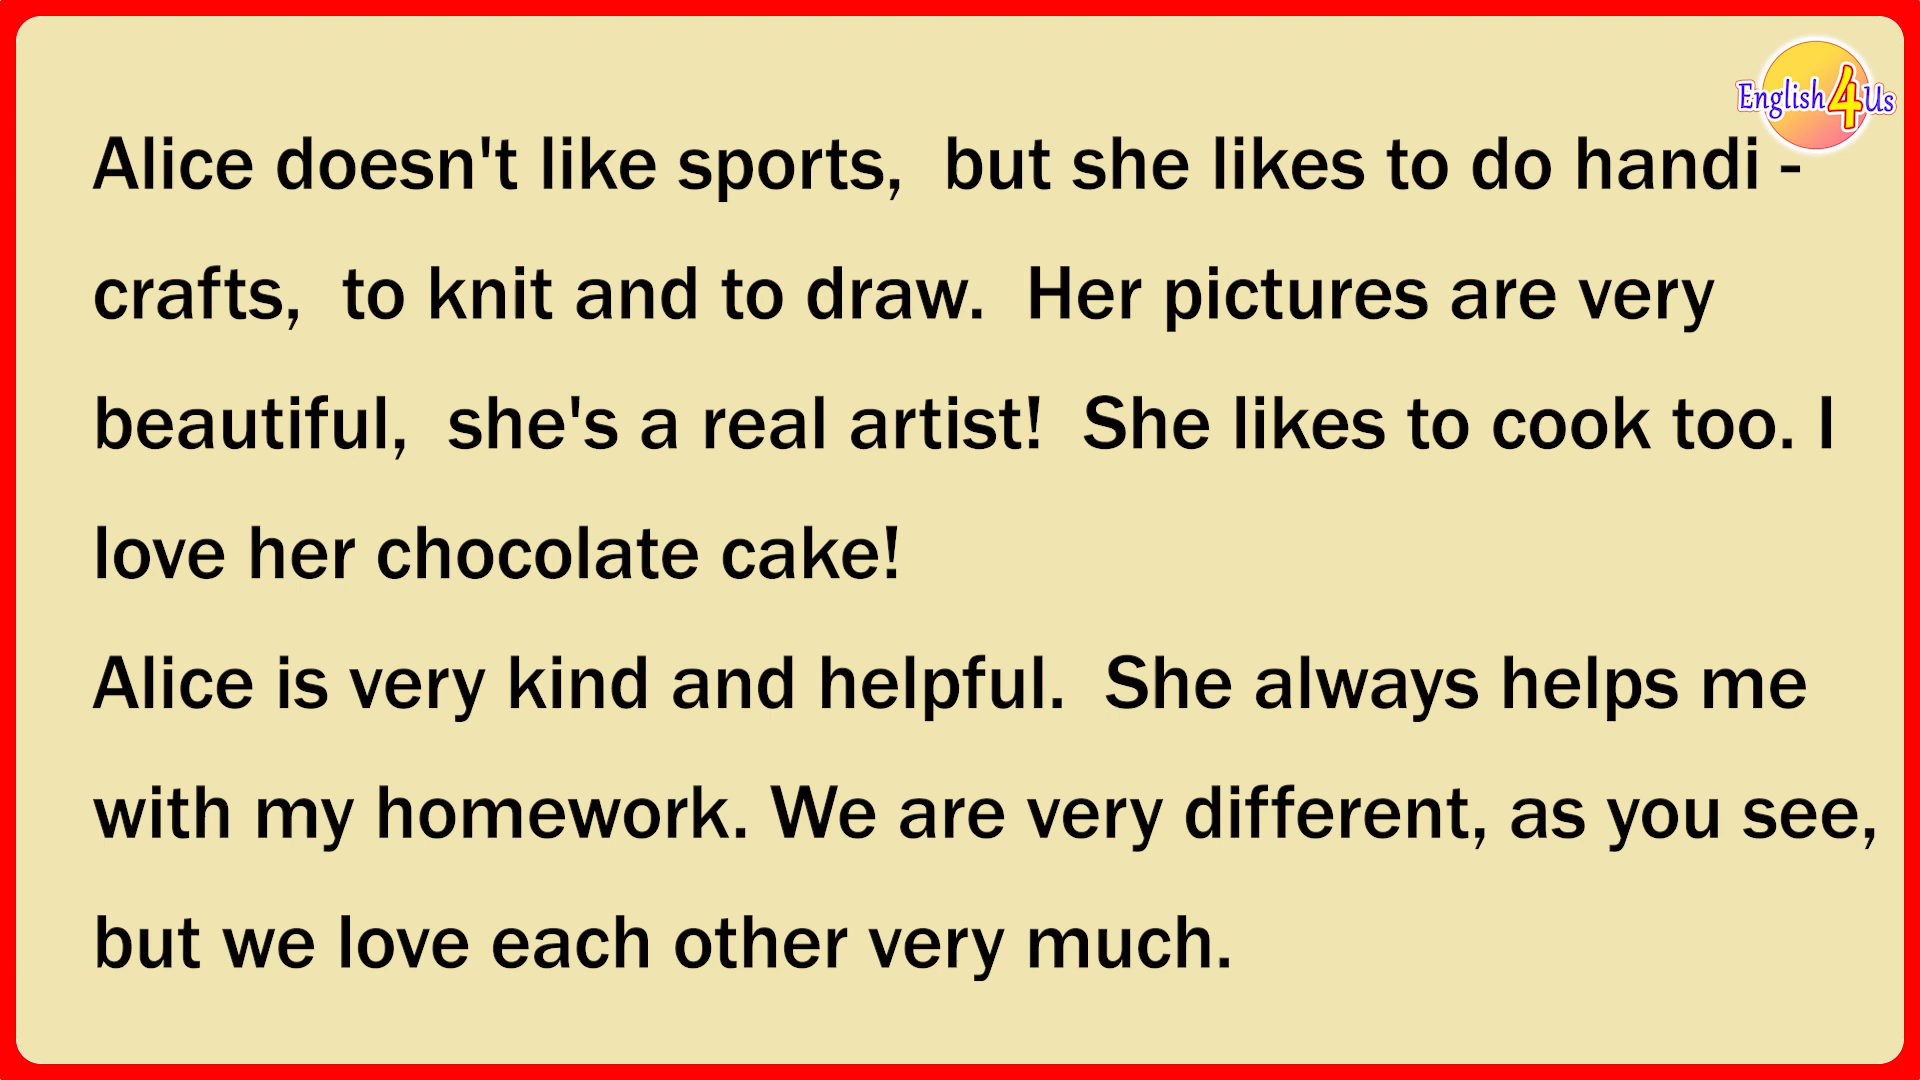 English4Us
Alice doesn't like sports,  but she likes to do handi -
crafts,  to knit and to draw.  Her pictures are very
beautiful,  she's a real artist!  She likes to cook too. I
love her chocolate cake!
Alice is very kind and helpful.  She always helps me
with my homework. We are very different, as you see,
but we love each other very much.